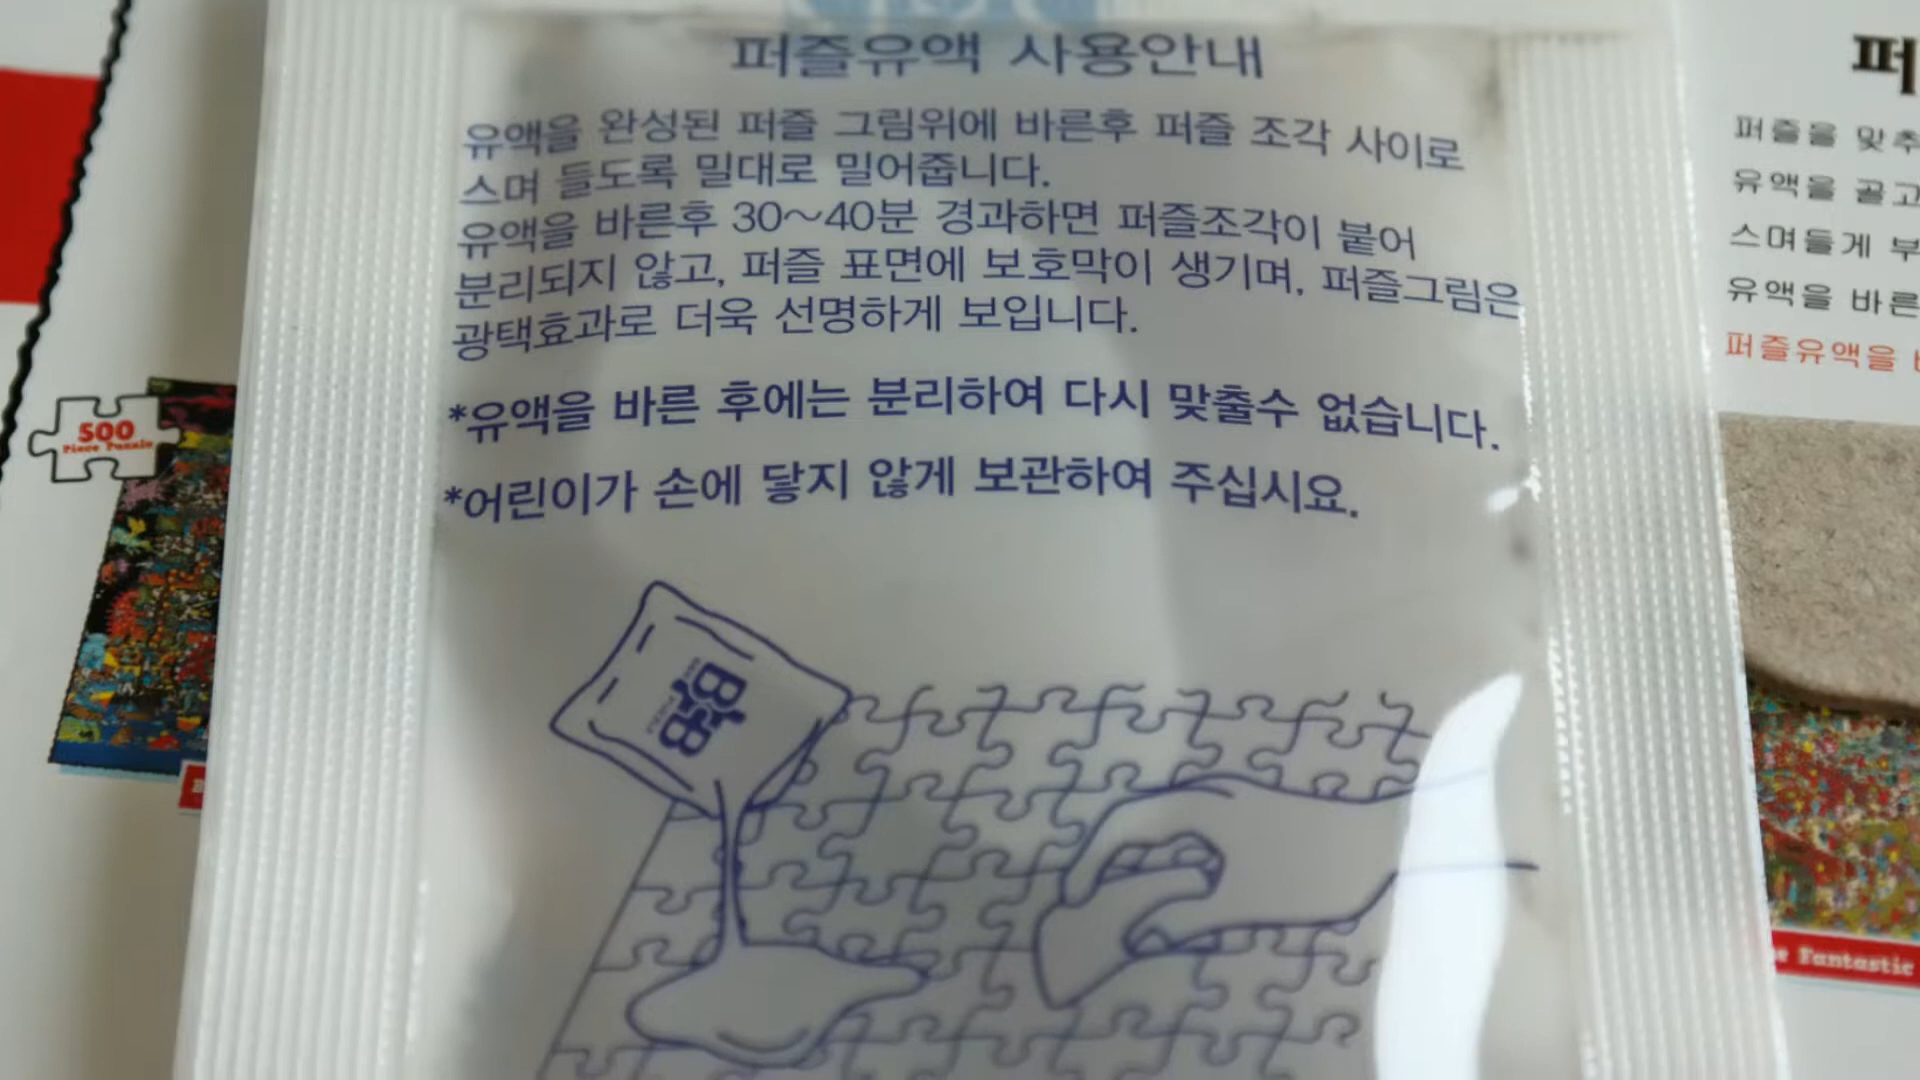 퍼즐유액 사용안내
유액을 완성된 퍼즐 그림위에 바른후 퍼즐 조각 사이로
스며 들도록 밀대로 밀어줍니다.
유액을 바른후 30~40분 경과하면 퍼즐조각이 붙어
분리되지 않고, 퍼즐 표면에 보호막이 생기며, 퍼즐그림은
광택효과로 더욱 선명하게 보입니다.
*유액을 바른 후에는 분리하여 다시 맞출수 없습니다.
*어린이가 손에 닿지 않게 보관하여 주십시요.
500
Piece Puzzle
퍼
퍼즐을 맞추
유액을 골고
스며들게 부
유액을 바른
퍼즐유액을
Fantastic